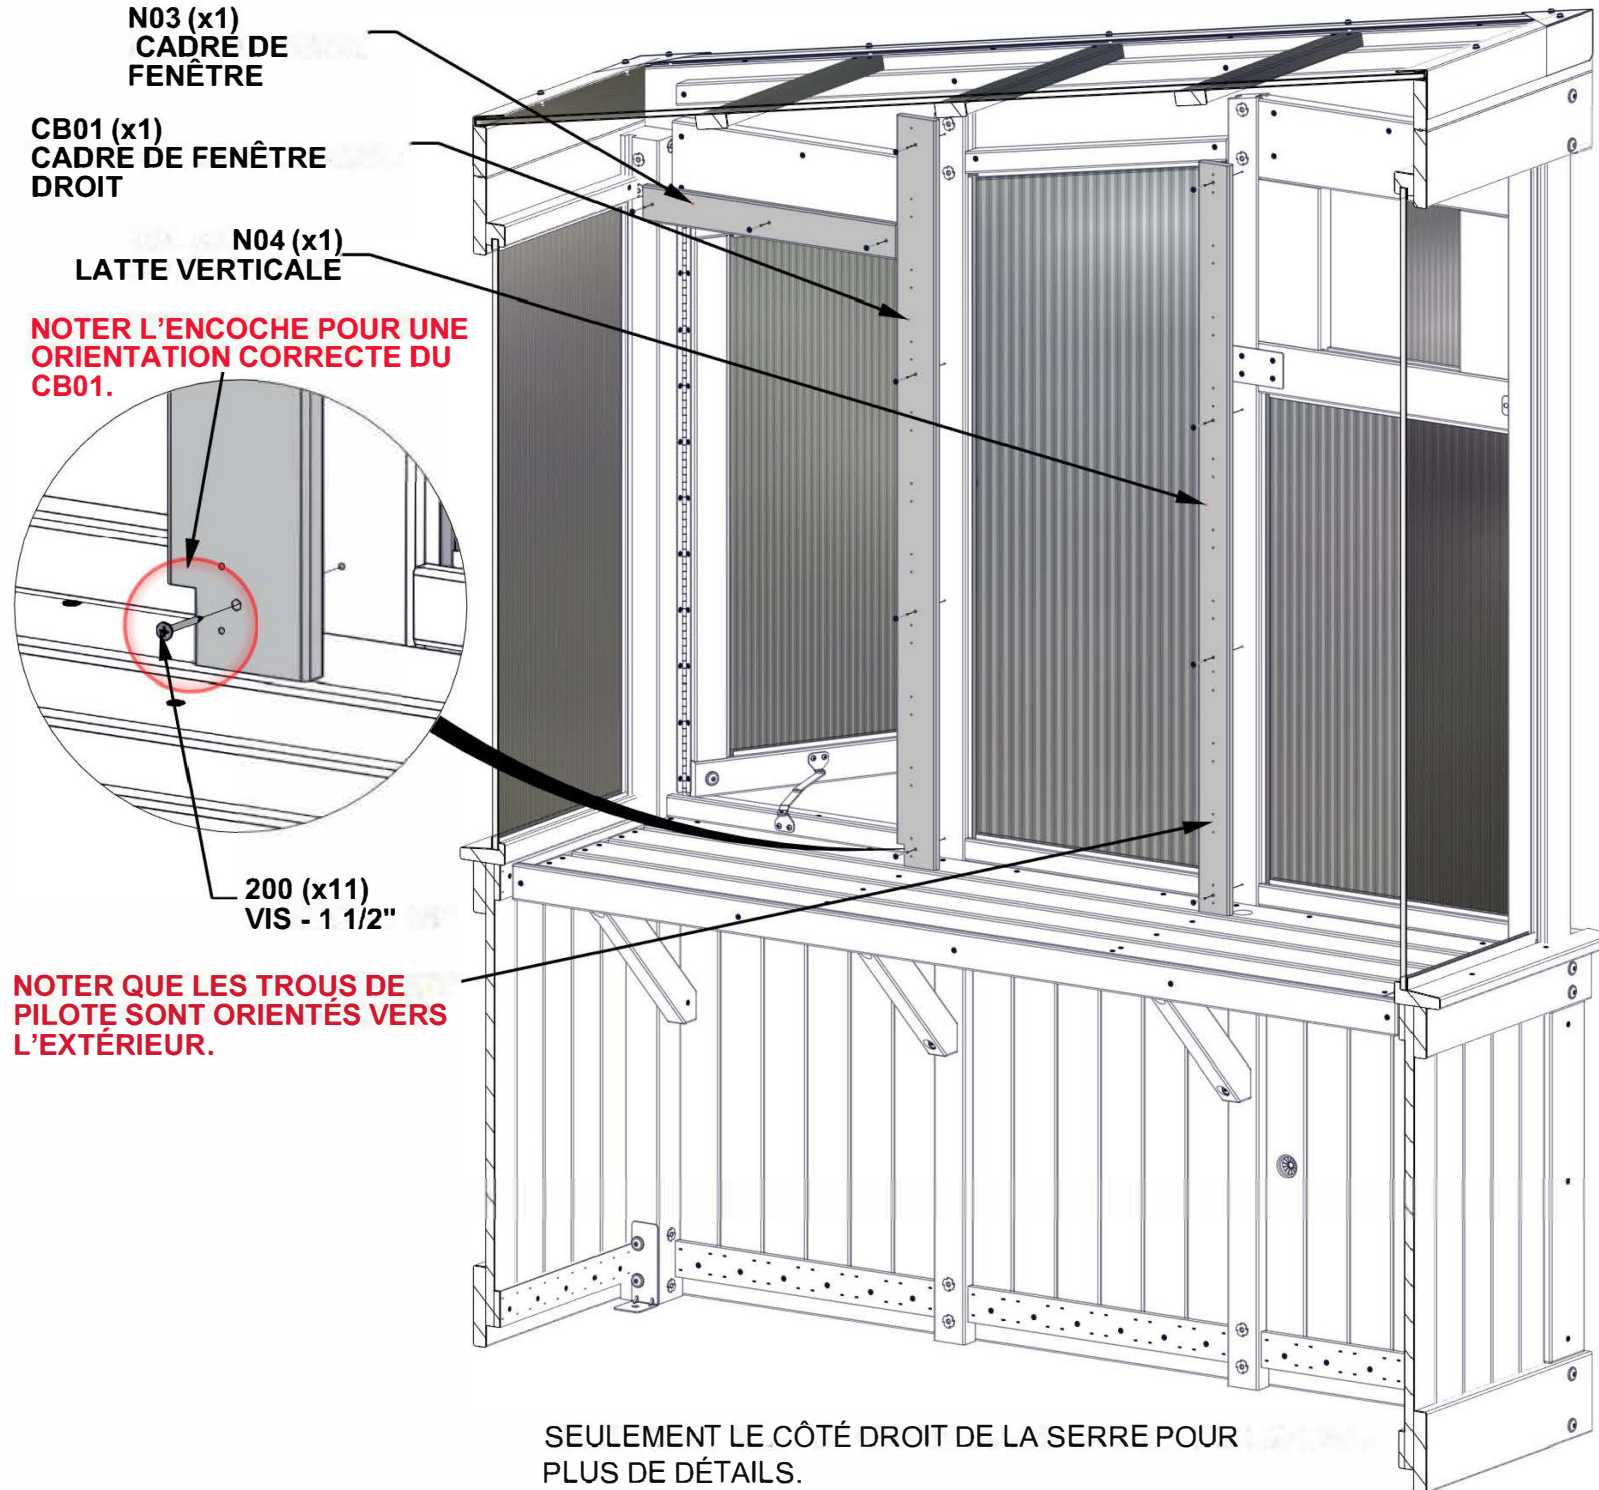 N03 (x1)
CADRE DE
FENÊTRE
CB01 (x1)
CADRE DE FENÊTRE
DROIT
N04 (x1)
LATTE VERTICALE
NOTER L'ENCOCHE POUR UNE
ORIENTATION CORRECTE DU
CB01.
200 (x11)
VIS - 1 1/2"
NOTER QUE LES TROUS DE
PILOTE SONT ORIENTÉS VERS
L'EXTÉRIEUR.
SEULEMENT LE CÔTÉ DROIT DE LA SERRE POUR
PLUS DE DÉTAILS.